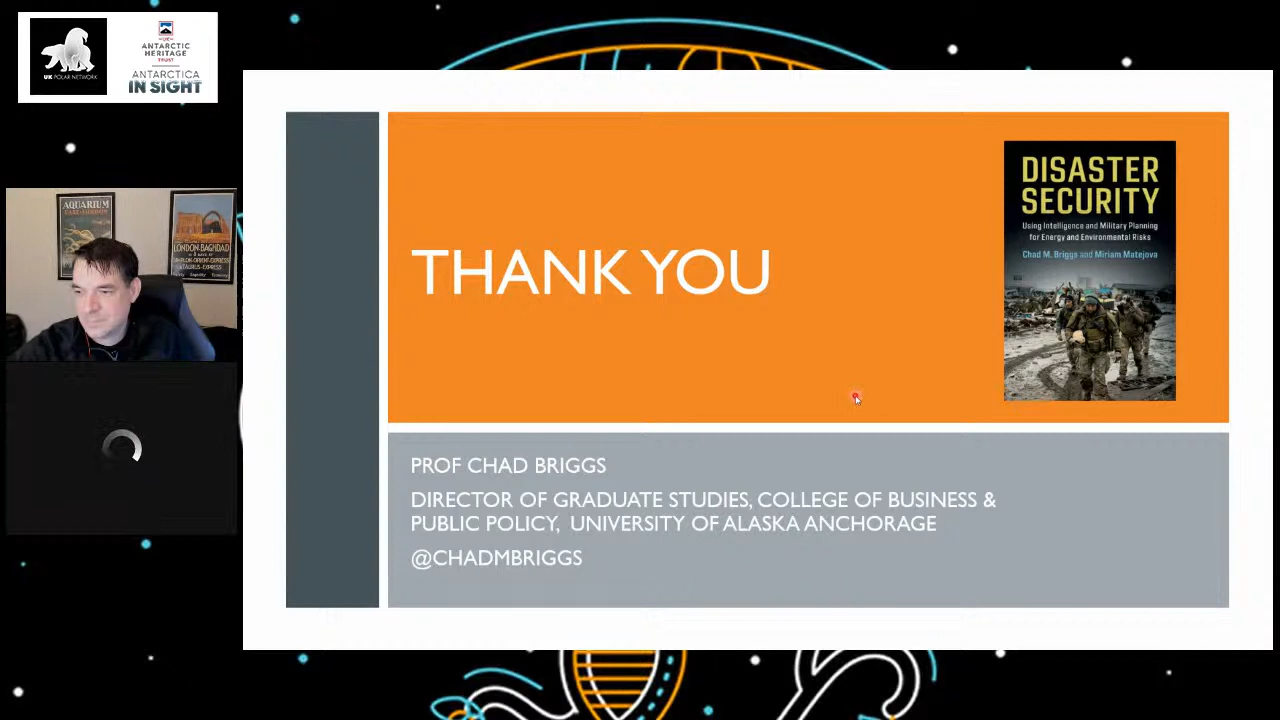 UK POLAR NETWORK
UK
ANTARCTIC
HERITAGE
TRUST
ANTARCTICA
IN SIGHT
AQUARIUM
LONDON-BAGHDAD
THANK YOU
DISASTER
SECURITY
Using Intelligence and Military Planning
for Energy and Environmental Risks
Chad M. Briggs and Miriam Matejova
PROF CHAD BRIGGS
DIRECTOR OF GRADUATE STUDIES, COLLEGE OF BUSINESS &
PUBLIC POLICY, UNIVERSITY OF ALASKA ANCHORAGE
@CHADMBRIGGS